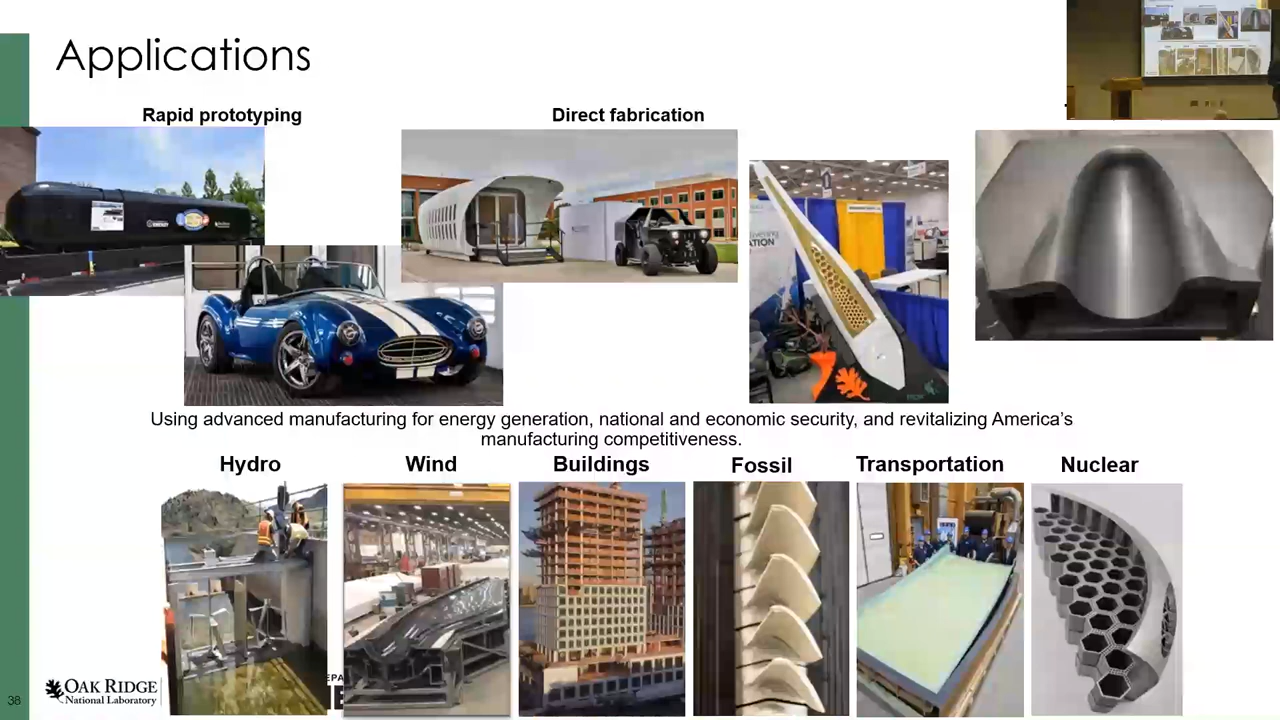 Applications
Rapid prototyping
Direct fabrication
Using advanced manufacturing for energy generation, national and economic security, and revitalizing America's
manufacturing competitiveness.
Hydro
Wind
Buildings
Fossil
Transportation
Nuclear
38
OAK RIDGE
National Laboratory